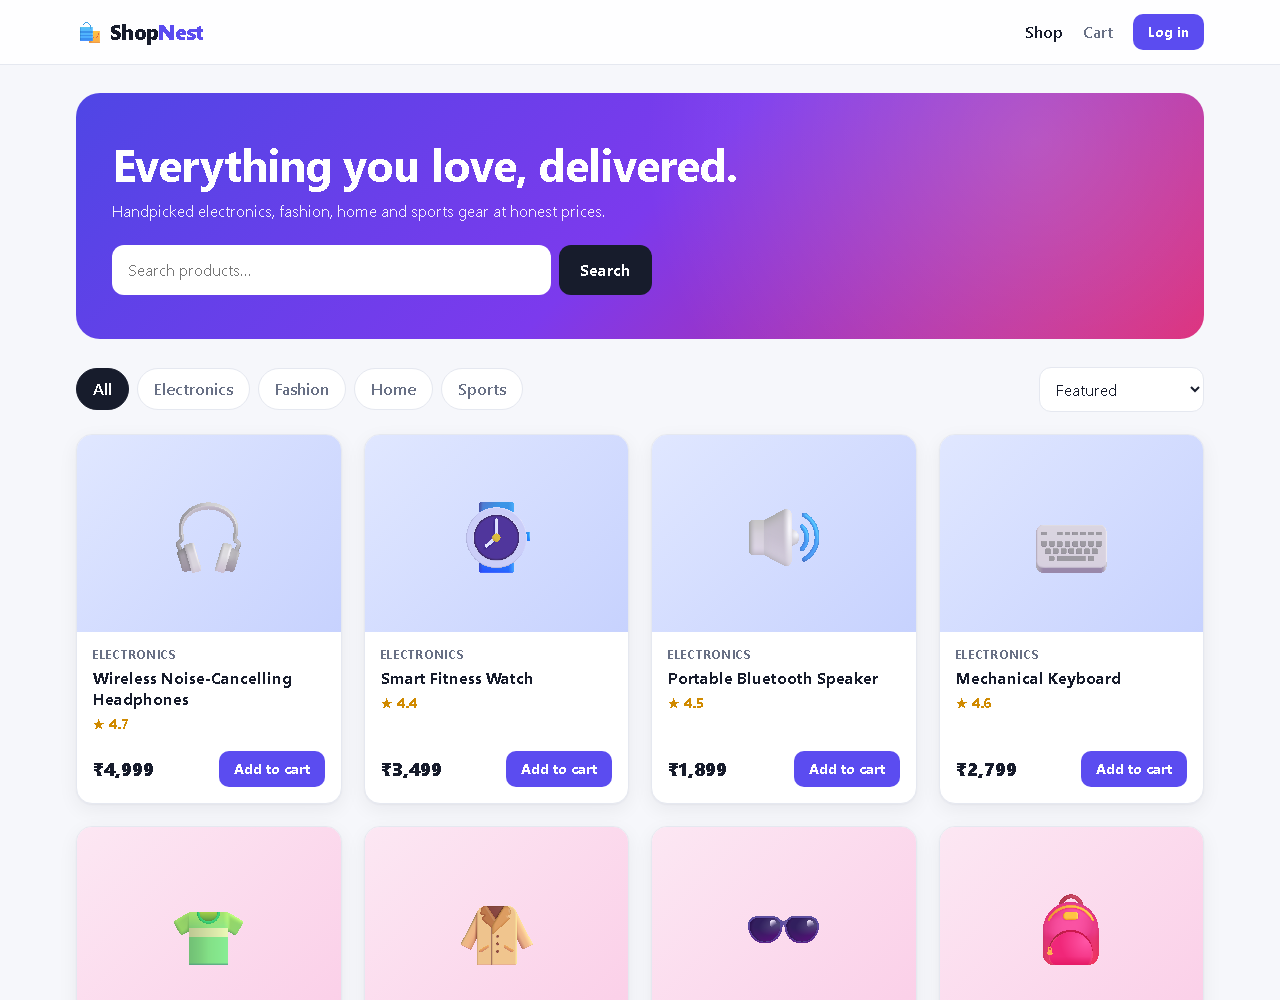 ShopNest
Shop Cart Log in
Everything you love, delivered.
Handpicked electronics, fashion, home and sports gear at honest prices.
Search products...
Search
All Electronics Fashion Home Sports
Featured
ELECTRONICS
Wireless Noise-Cancelling
Headphones
★ 4.7
₹4,999 Add to cart
ELECTRONICS
Smart Fitness Watch
★ 4.4
₹3,499 Add to cart
ELECTRONICS
Portable Bluetooth Speaker
★ 4.5
₹1,899 Add to cart
ELECTRONICS
Mechanical Keyboard
★ 4.6
₹2,799 Add to cart